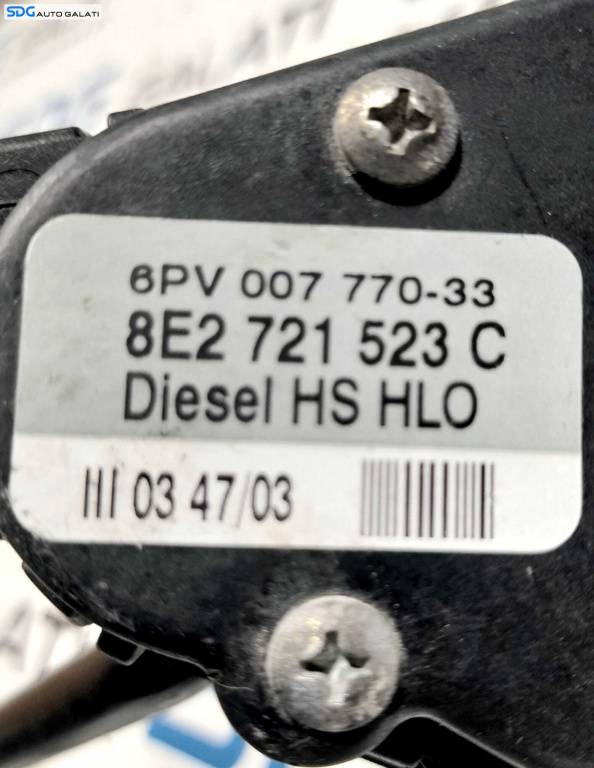 SDG AUTO GALATI
6PV 007 770-33
8E2 721 523 C
Diesel HS HLO
III 03 47/03